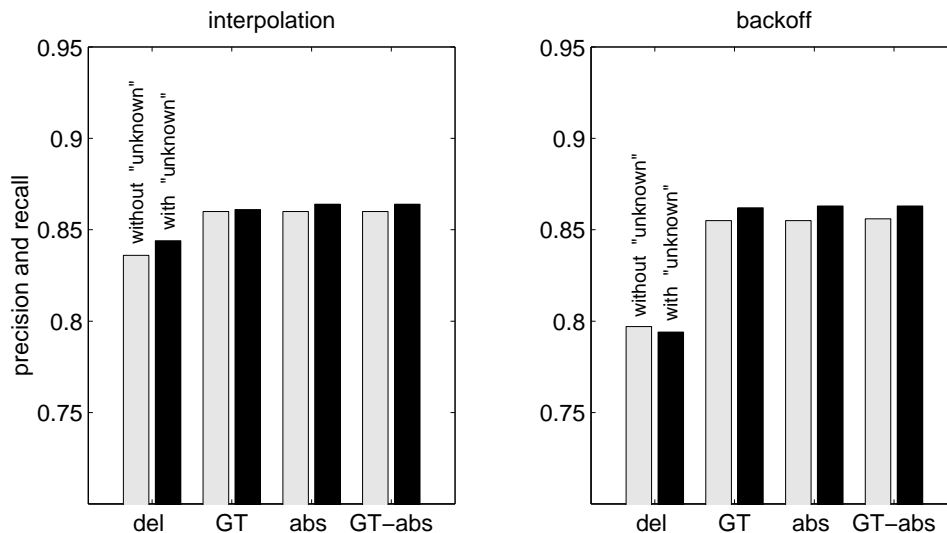 interpolation
0.95
0.9
0.85
0.8
0.75
precision and recall
without "unknown"
with "unknown"
del GT abs GT−abs
backoff
0.95
0.9
0.85
0.8
0.75
without "unknown"
with "unknown"
del GT abs GT−abs